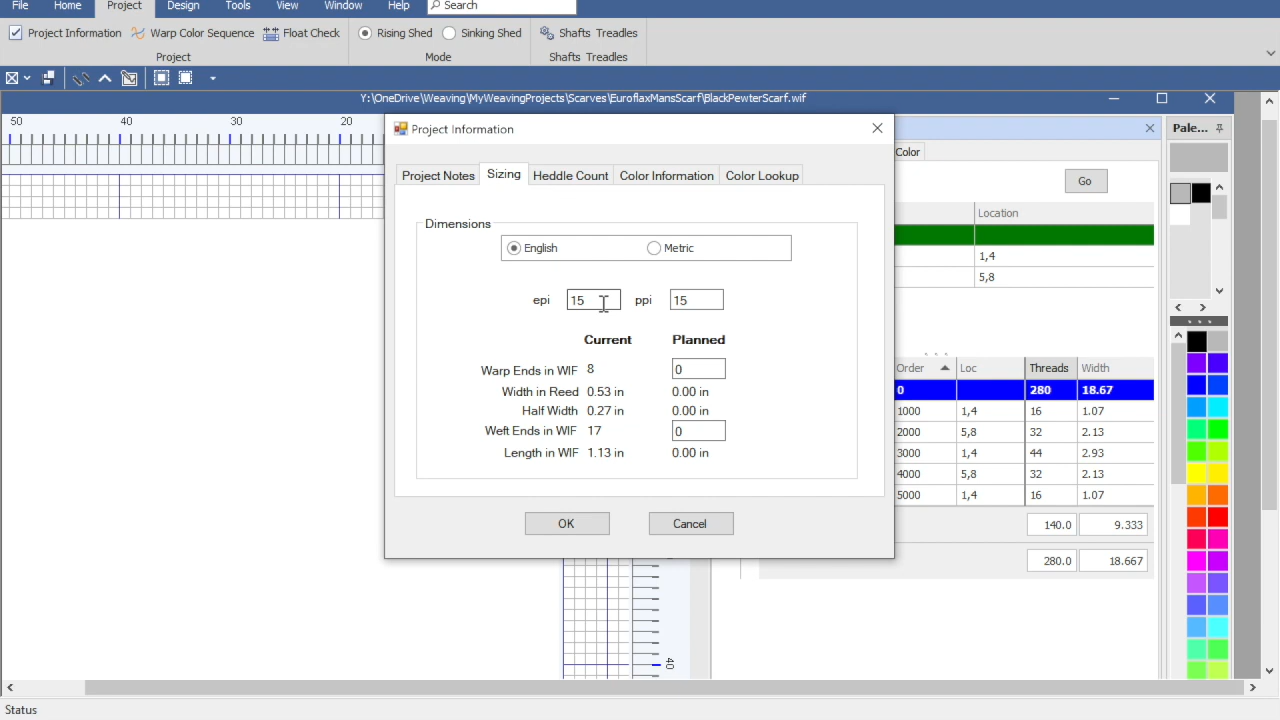 File Home Project Design Tools View Window Help Search
Project Information Warp Color Sequence Float Check Rising Shed Sinking Shed Shafts Treadles
Project Mode Shafts Treadles
Y:\OneDrive\Weaving\MyWeavingProjects\Scarves\EuroflaxMansScarf\BlackPewterScarf.wif
50 40 30 20
Project Information
Pale...
Project Notes Sizing Heddle Count Color Information Color Lookup
Color
Go
Dimensions
Location
English Metric
1,4
5,8
epi 15 ppi 15
Current Planned
Warp Ends in WIF 8 0
Width in Reed 0.53 in 0.00 in
Half Width 0.27 in 0.00 in
Weft Ends in WIF 17 0
Length in WIF 1.13 in 0.00 in
OK Cancel
Order Loc Threads Width
0 280 18.67
1000 1,4 16 1.07
2000 5,8 32 2.13
3000 1,4 44 2.93
4000 5,8 32 2.13
5000 1,4 16 1.07
140.0 9.333
280.0 18.667
40
Status